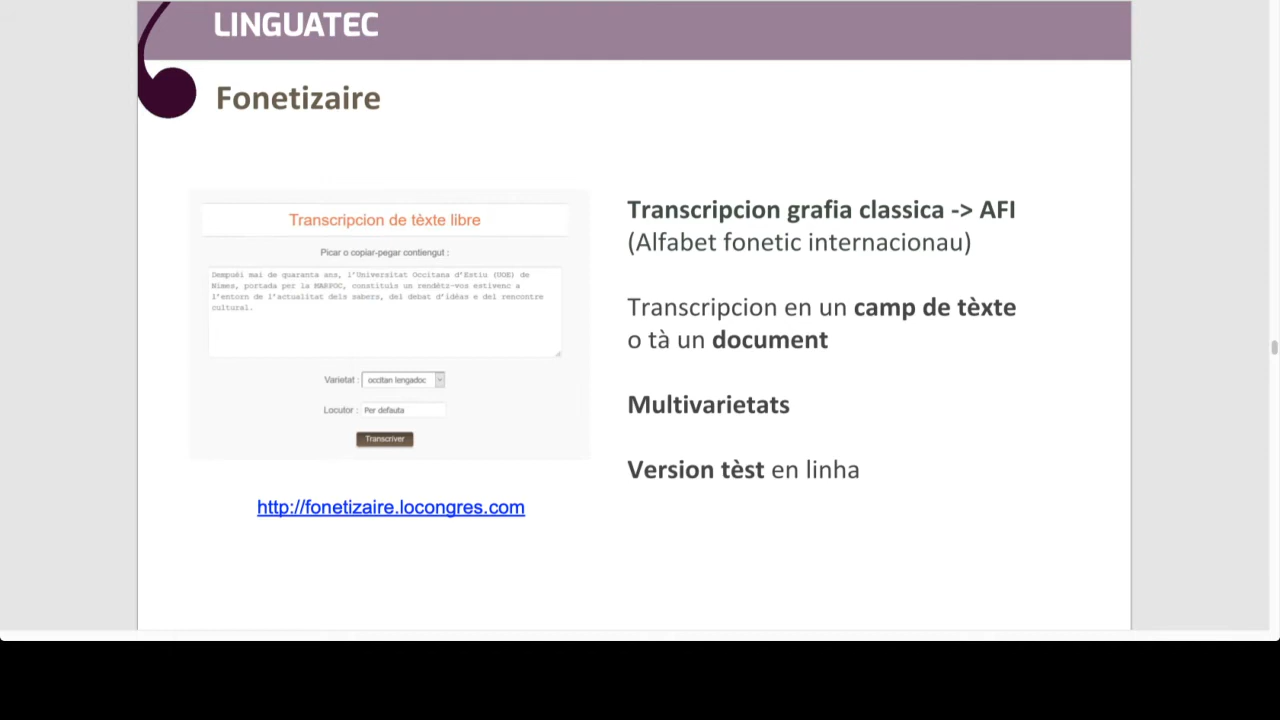 LINGUATEC
Fonetizaire
Transcripcion de tèxte libre
Picar o copiar-pegar contiengut :
Dempuèi mai de quaranta ans, l'Universitat Occitana d'Estiu (UOE) de
Nimes, portada per la MARPOC, constituís un rendètz-vos estivenc a
l'entorn de l'actualitat dels sabers, del debat d'idèas e del rencontre
cultural.
Varietat : occitan lengadoc
Locutor : Per defauta
Transcriver
http://fonetizaire.locongres.com
Transcripcion grafia classica -> AFI
(Alfabet fonetic internacionau)
Transcripcion en un camp de tèxte
o tà un document
Multivarietats
Version tèst en linha